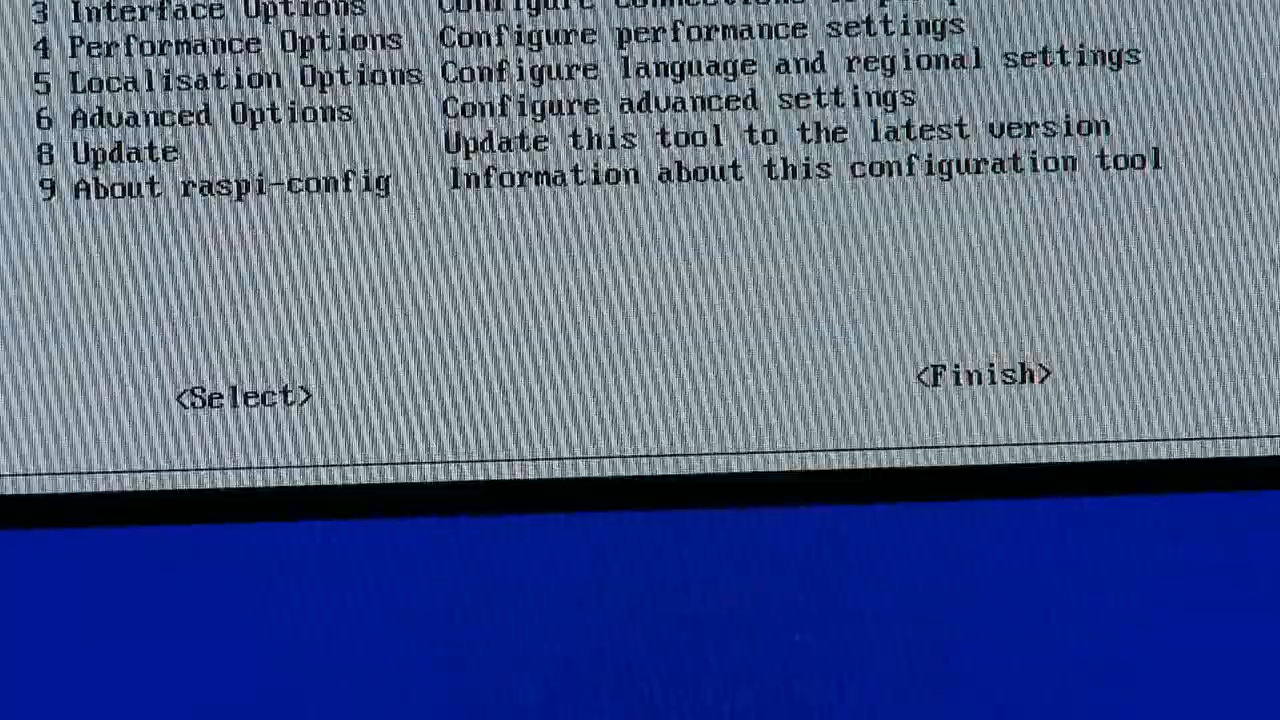 3 Interface Options
4 Performance Options Configure performance settings
5 Localisation Options Configure language and regional settings
6 Advanced Options Configure advanced settings
8 Update Update this tool to the latest version
9 About raspi-config Information about this configuration tool
<Select> <Finish>